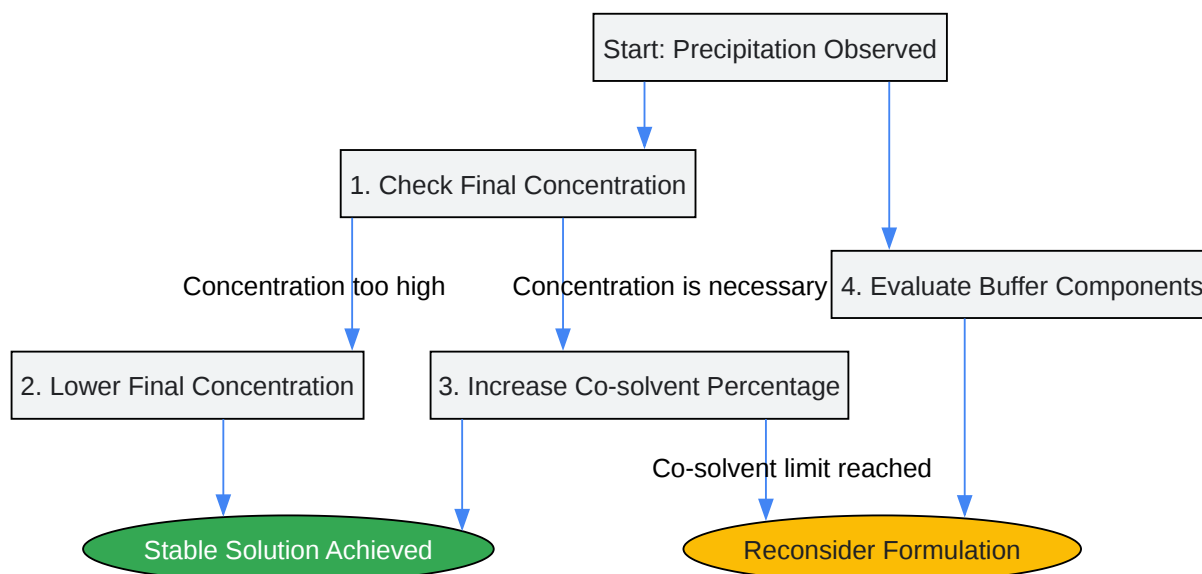 Start: Precipitation Observed
1. Check Final Concentration
4. Evaluate Buffer Components
Concentration too high
Concentration is necessary
2. Lower Final Concentration
3. Increase Co-solvent Percentage
Co-solvent limit reached
Stable Solution Achieved
Reconsider Formulation